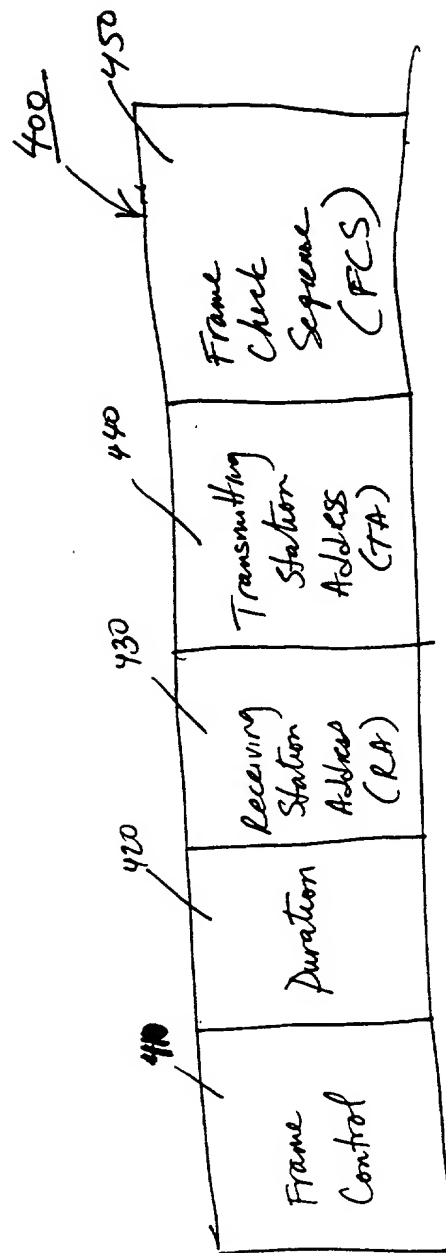 400
410
420
430
440
450
Frame
Control
Duration
Receiving
Station
Address
(RA)
Transmitting
Station
Address
(TA)
Frame
Check
Sequence
(FCS)